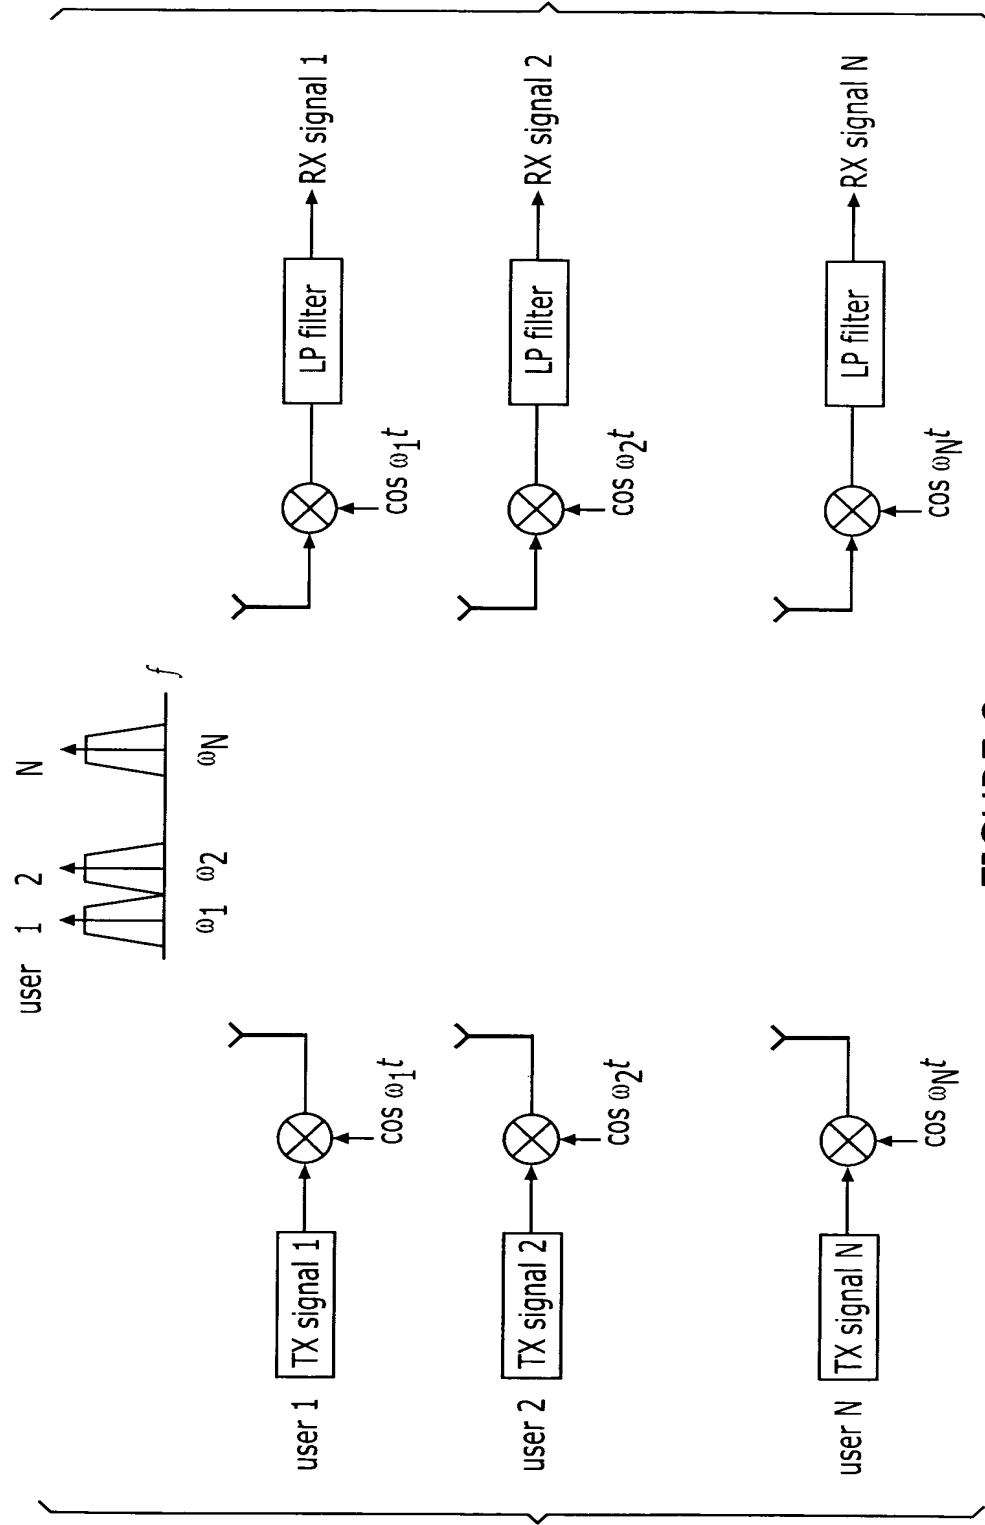 user 1 2 N
f
ω1 ω2 ωN
user 1 TX signal 1 cos ω1t cos ω1t LP filter RX signal 1
user 2 TX signal 2 cos ω2t cos ω2t LP filter RX signal 2
user N TX signal N cos ωNt cos ωNt LP filter RX signal N